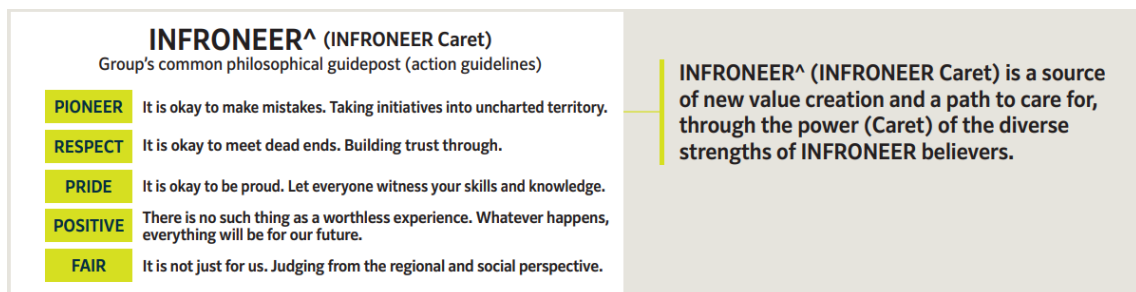 INFRONEER^ (INFRONEER Caret)
Group's common philosophical guidepost (action guidelines)
PIONEER It is okay to make mistakes. Taking initiatives into uncharted territory.
RESPECT It is okay to meet dead ends. Building trust through.
PRIDE It is okay to be proud. Let everyone witness your skills and knowledge.
POSITIVE There is no such thing as a worthless experience. Whatever happens,
everything will be for our future.
FAIR It is not just for us. Judging from the regional and social perspective.
INFRONEER^ (INFRONEER Caret) is a source
of new value creation and a path to care for,
through the power (Caret) of the diverse
strengths of INFRONEER believers.